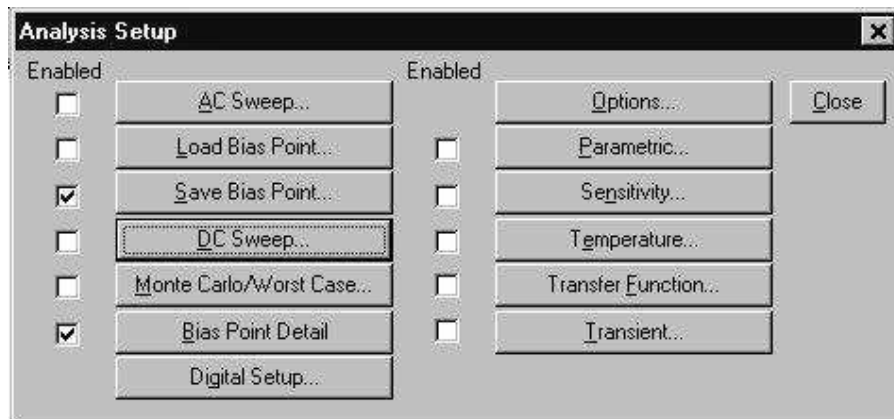 Analysis Setup
Enabled
Enabled
AC Sweep...
Options...
Close
Load Bias Point...
Parametric...
Save Bias Point...
Sensitivity...
DC Sweep...
Temperature...
Monte Carlo/Worst Case...
Transfer Function...
Bias Point Detail
Transient...
Digital Setup...